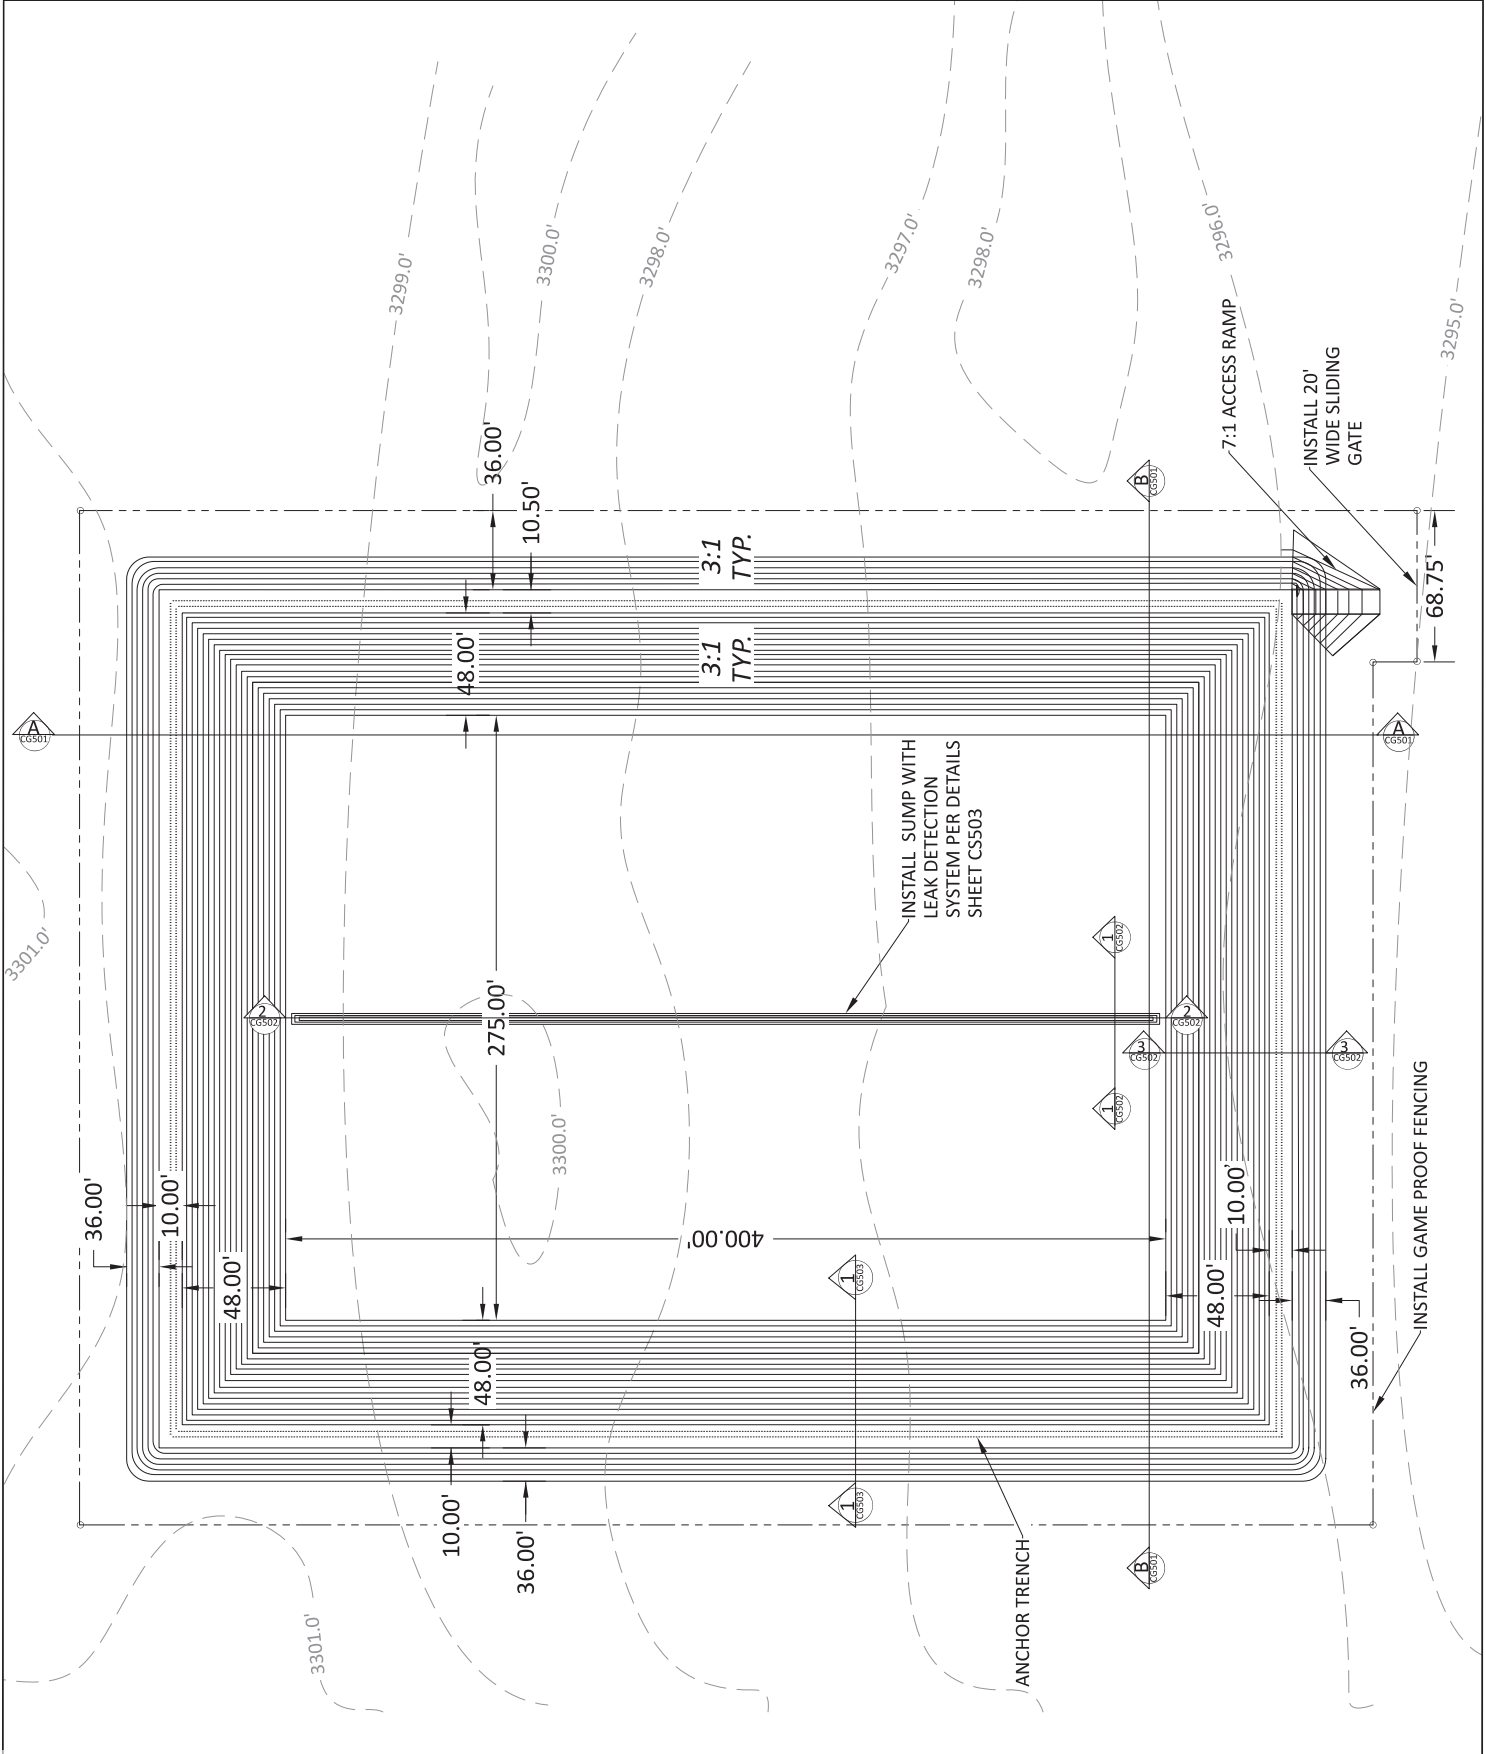 3301.0'
3301.0'
3299.0'
3300.0'
3298.0'
3297.0'
3298.0'
3296.0'
3295.0'
3300.0'
A
CG501
A
CG501
B
CG501
B
CG501
2
CG502
2
CG502
3
CG502
3
CG502
1
CG502
1
CG502
1
CG503
1
CG503
36.00'
10.50'
48.00'
3:1
TYP.
3:1
TYP.
275.00'
400.00'
36.00'
10.00'
48.00'
48.00'
10.00'
36.00'
10.00'
48.00'
36.00'
68.75'
7:1 ACCESS RAMP
INSTALL 20'
WIDE SLIDING
GATE
INSTALL SUMP WITH
LEAK DETECTION
SYSTEM PER DETAILS
SHEET CS503
INSTALL GAME PROOF FENCING
ANCHOR TRENCH